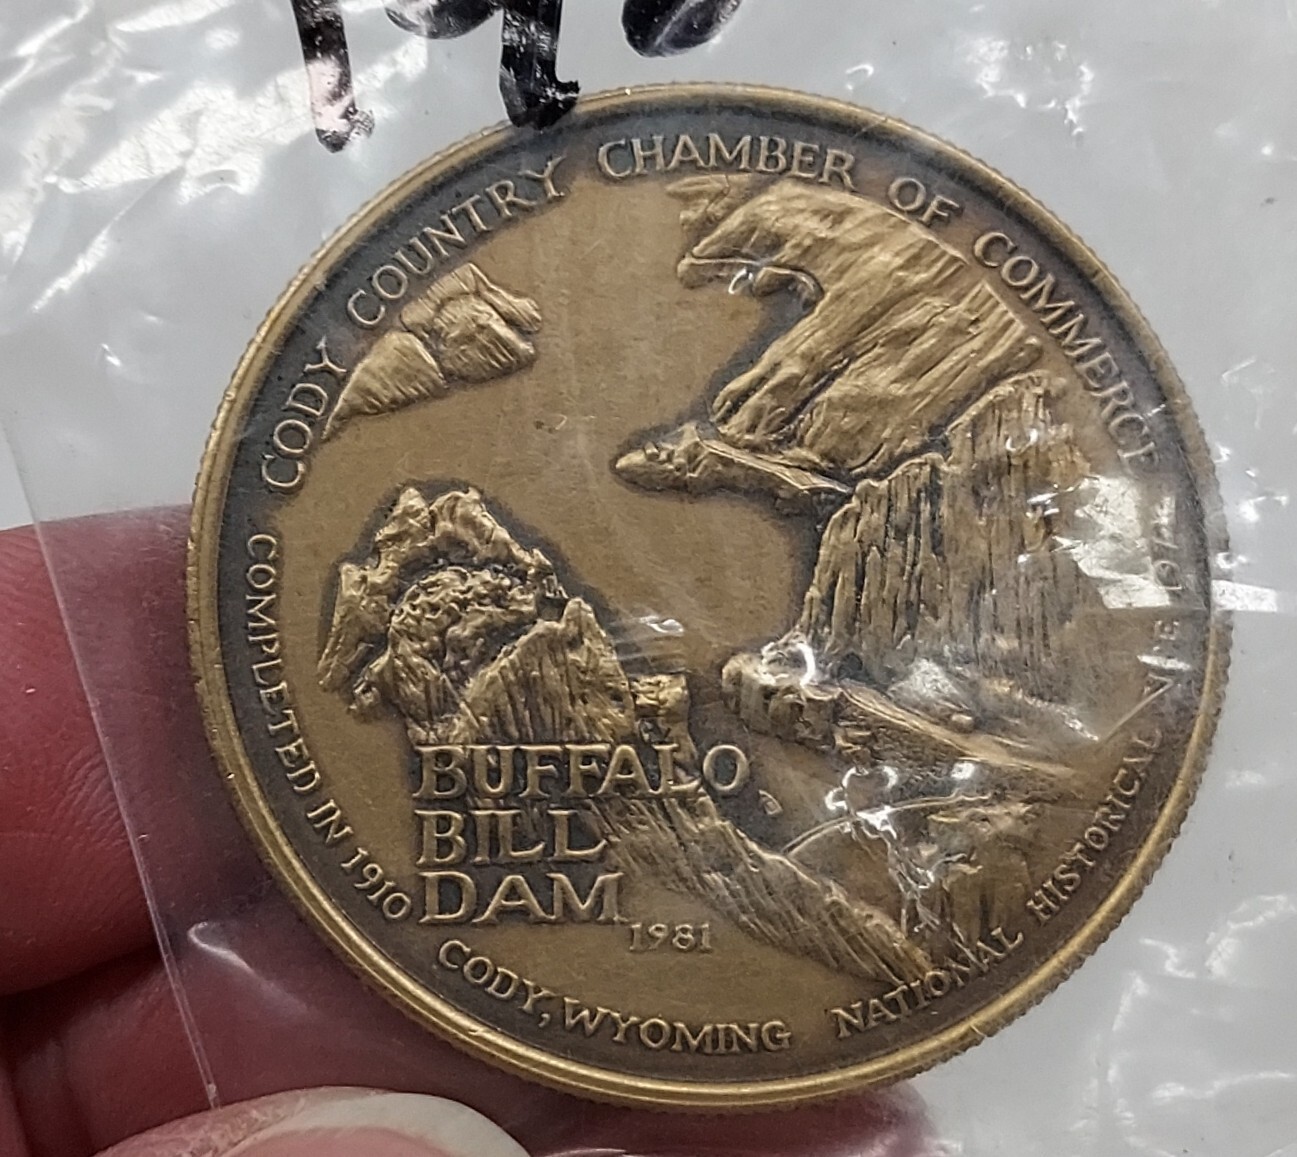 CODY COUNTRY CHAMBER OF COMMERCE
BUFFALO
BILL
DAM
1981
COMPLETED IN 1910
CODY, WYOMING
NATIONAL HISTORICAL